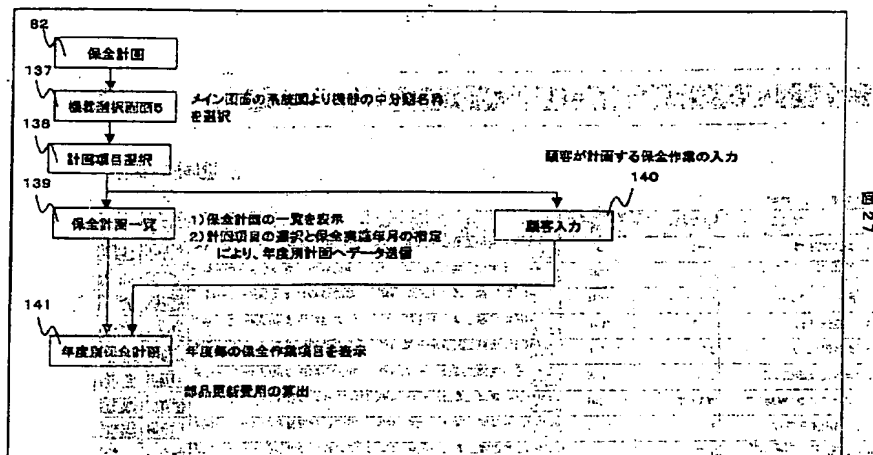 82
保全計画
137
機器選択画面5
メイン画面の系統図より機器の中分類名称
を選択
138
計画項目選択
顧客が計画する保全作業の入力
139
140
保全計画一覧
1)保全計画の一覧を表示
2)計画項目の選択と保全実施年月の指定
により、年度別計画へデータ送信
顧客入力
図27
141
年度別保全計画
年度毎の保全作業項目を表示
部品更新費用の算出